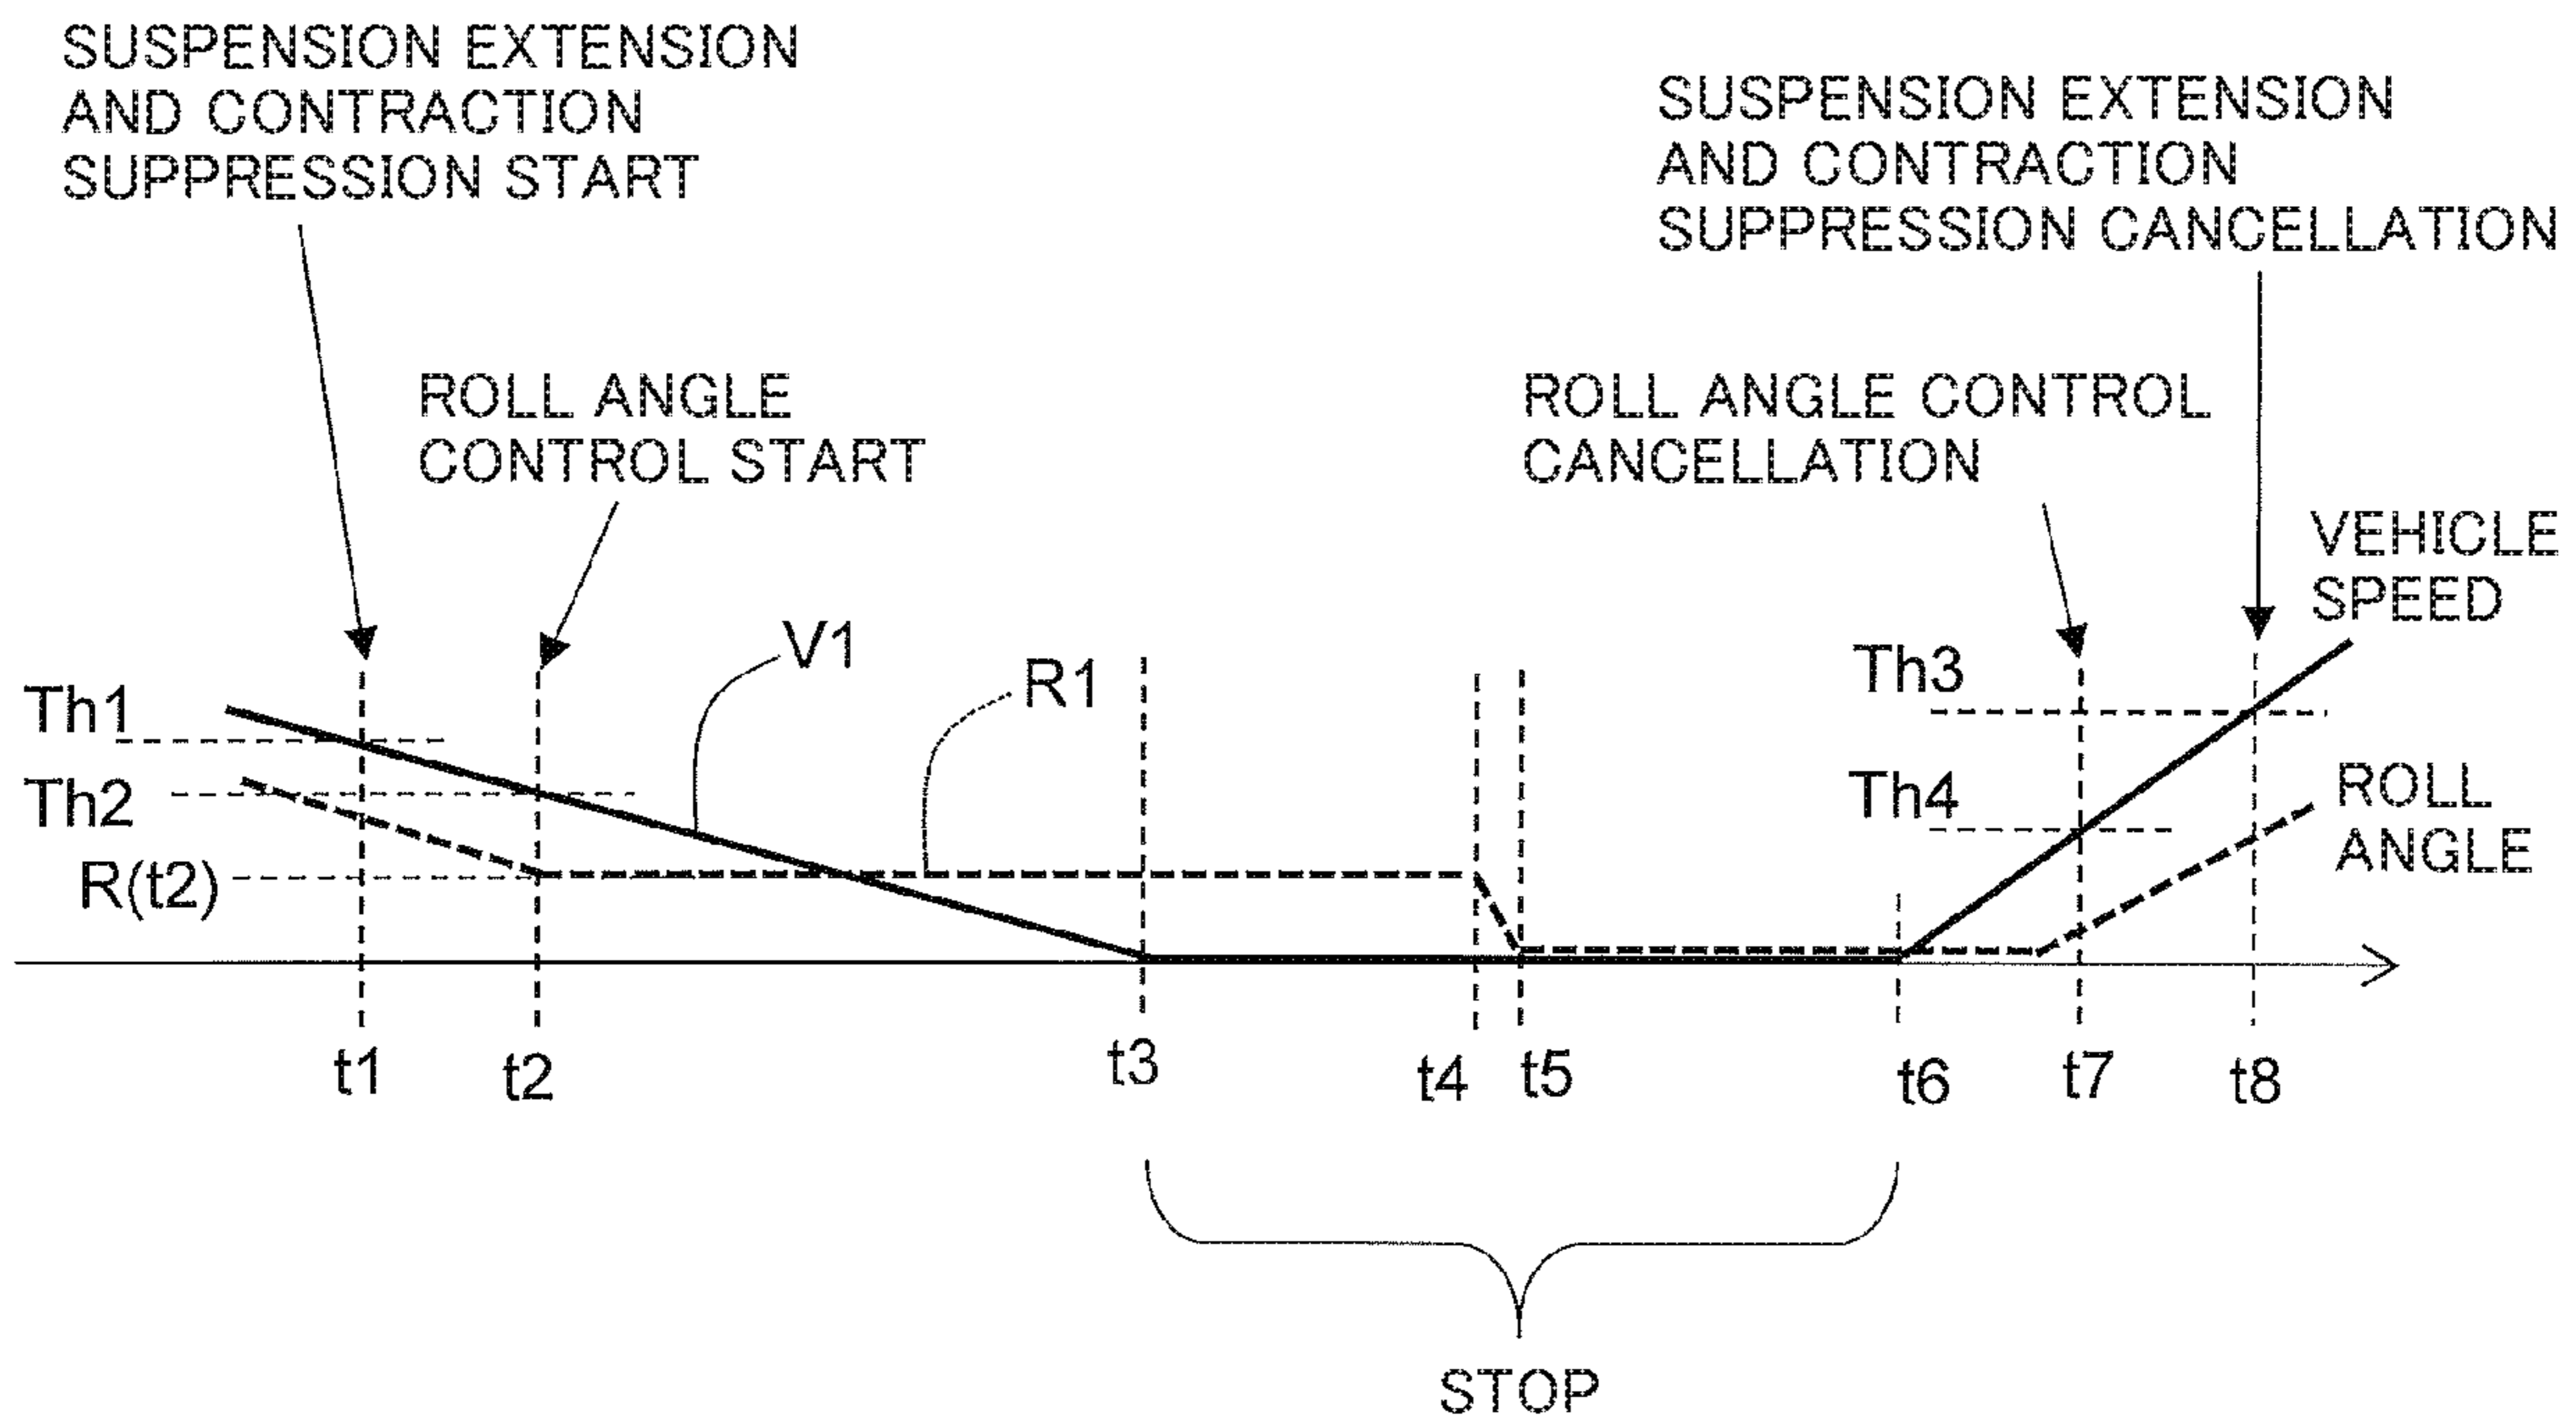 SUSPENSION EXTENSION
AND CONTRACTION
SUPPRESSION START
SUSPENSION EXTENSION
AND CONTRACTION
SUPPRESSION CANCELLATION
ROLL ANGLE
CONTROL START
ROLL ANGLE CONTROL
CANCELLATION
VEHICLE
SPEED
V1
R1
Th1
Th2
R(t2)
Th3
Th4
ROLL
ANGLE
t1
t2
t3
t4
t5
t6
t7
t8
STOP